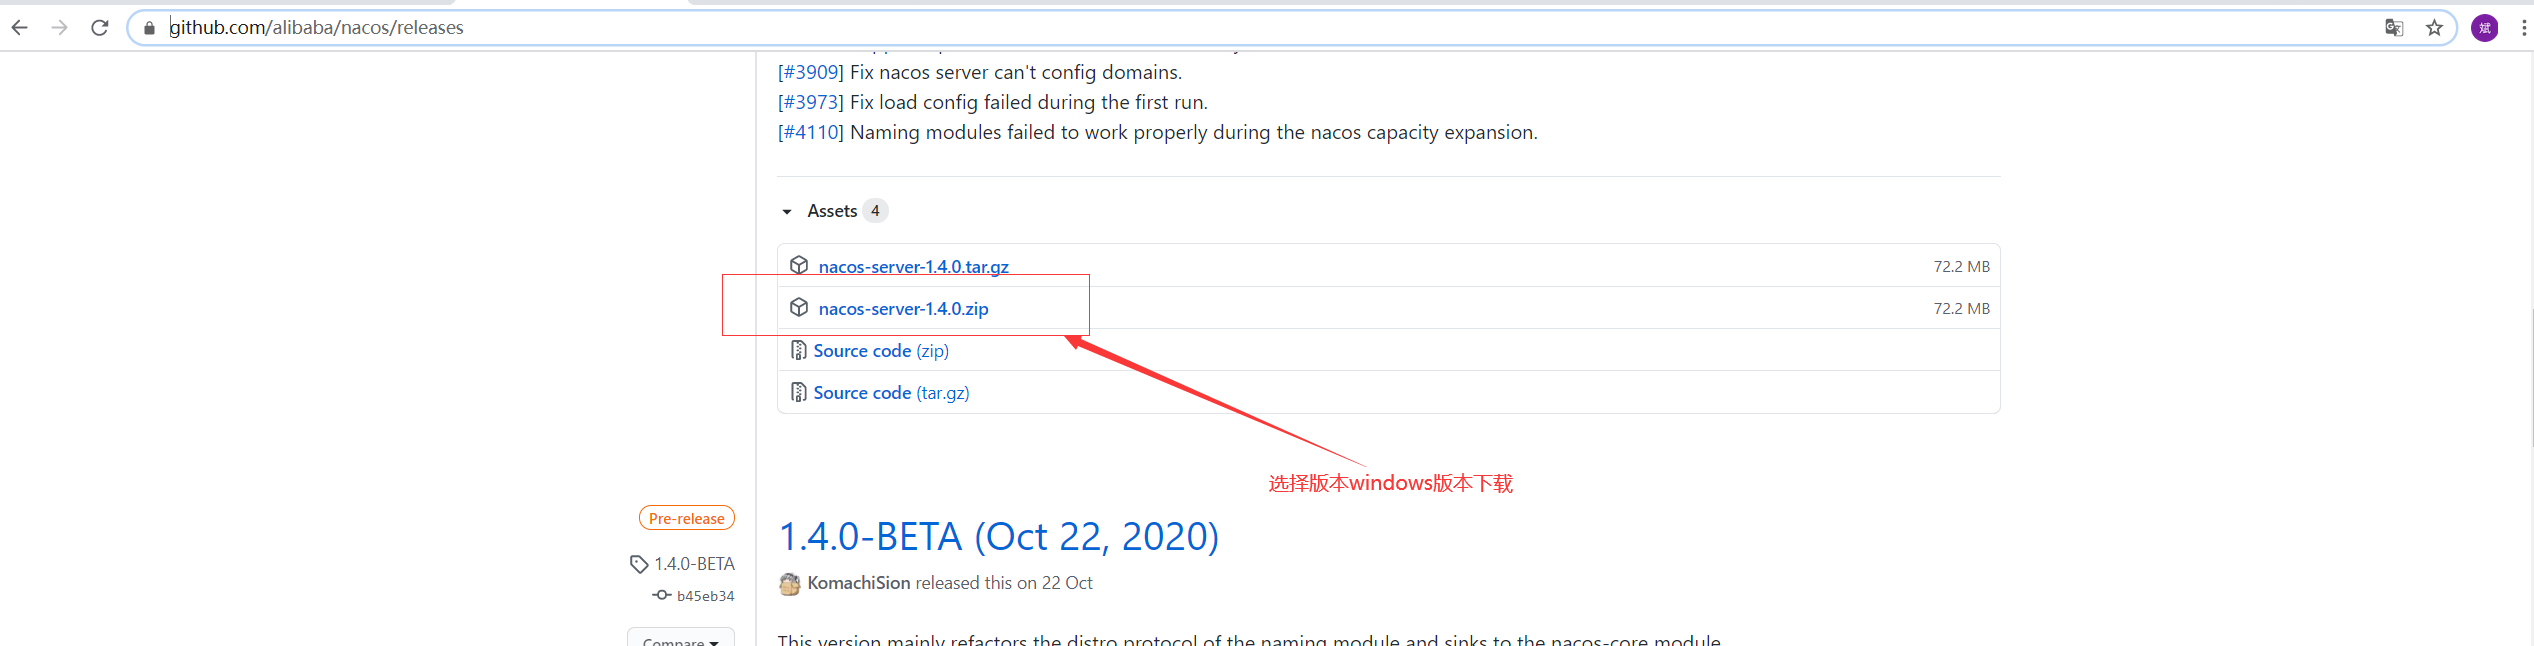 github.com/alibaba/nacos/releases
斌
[#3909] Fix nacos server can't config domains.
[#3973] Fix load config failed during the first run.
[#4110] Naming modules failed to work properly during the nacos capacity expansion.
Assets 4
nacos-server-1.4.0.tar.gz 72.2 MB
nacos-server-1.4.0.zip 72.2 MB
Source code (zip)
Source code (tar.gz)
选择版本windows版本下载
Pre-release
1.4.0-BETA (Oct 22, 2020)
1.4.0-BETA
KomachiSion released this on 22 Oct
b45eb34
Compare
This version mainly refactors the distro protocol of the naming module and sinks to the nacos-core module